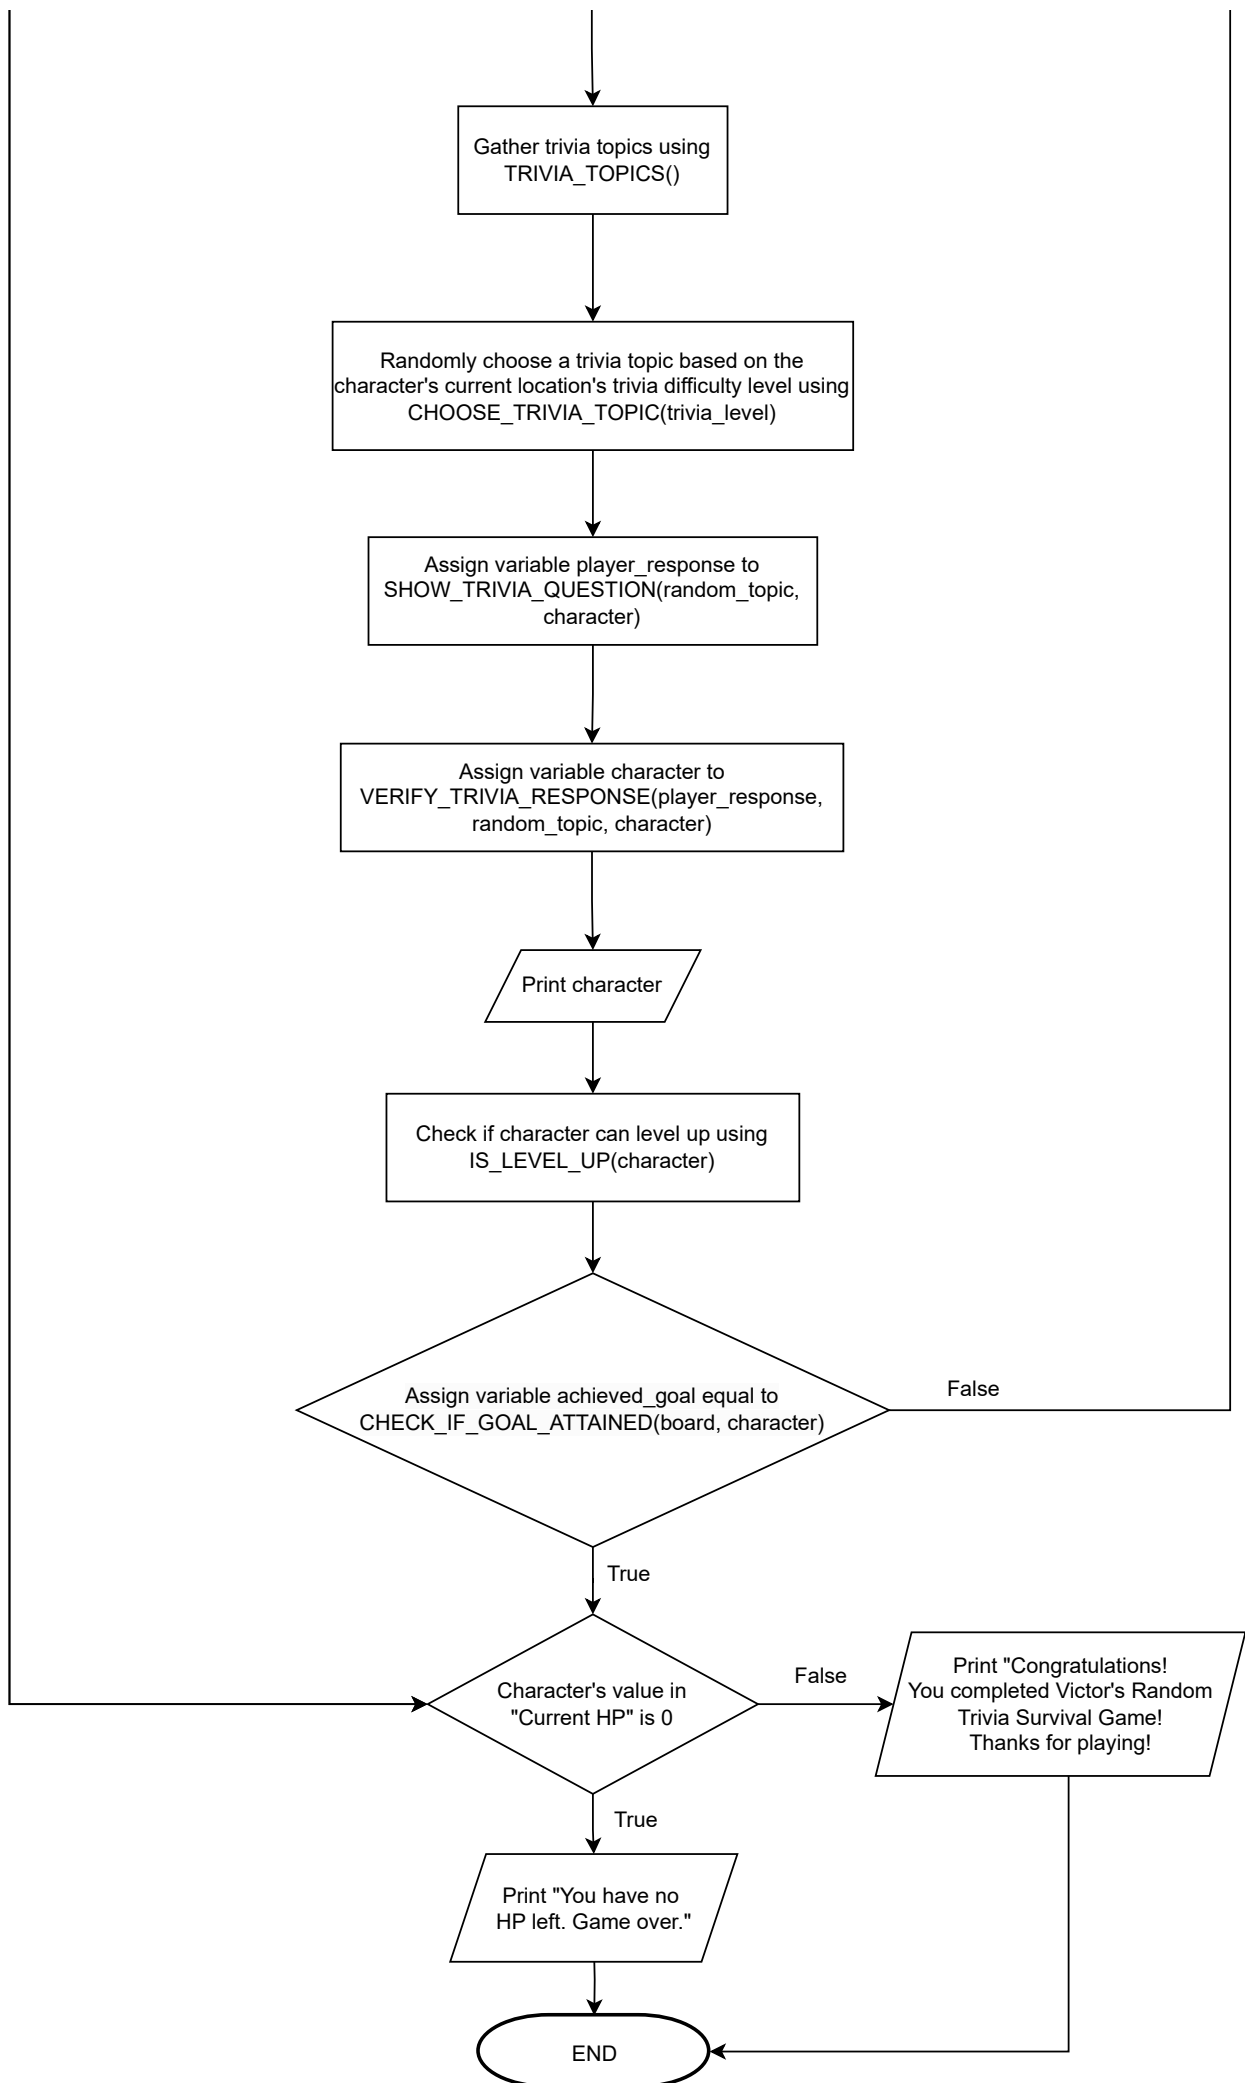 Gather trivia topics using
TRIVIA_TOPICS()
Randomly choose a trivia topic based on the
character's current location's trivia difficulty level using
CHOOSE_TRIVIA_TOPIC(trivia_level)
Assign variable player_response to
SHOW_TRIVIA_QUESTION(random_topic,
character)
Assign variable character to
VERIFY_TRIVIA_RESPONSE(player_response,
random_topic, character)
Print character
Check if character can level up using
IS_LEVEL_UP(character)
Assign variable achieved_goal equal to
CHECK_IF_GOAL_ATTAINED(board, character)
False
True
Character's value in
"Current HP" is 0
False
Print "Congratulations!
You completed Victor's Random
Trivia Survival Game!
Thanks for playing!
True
Print "You have no
HP left. Game over."
END